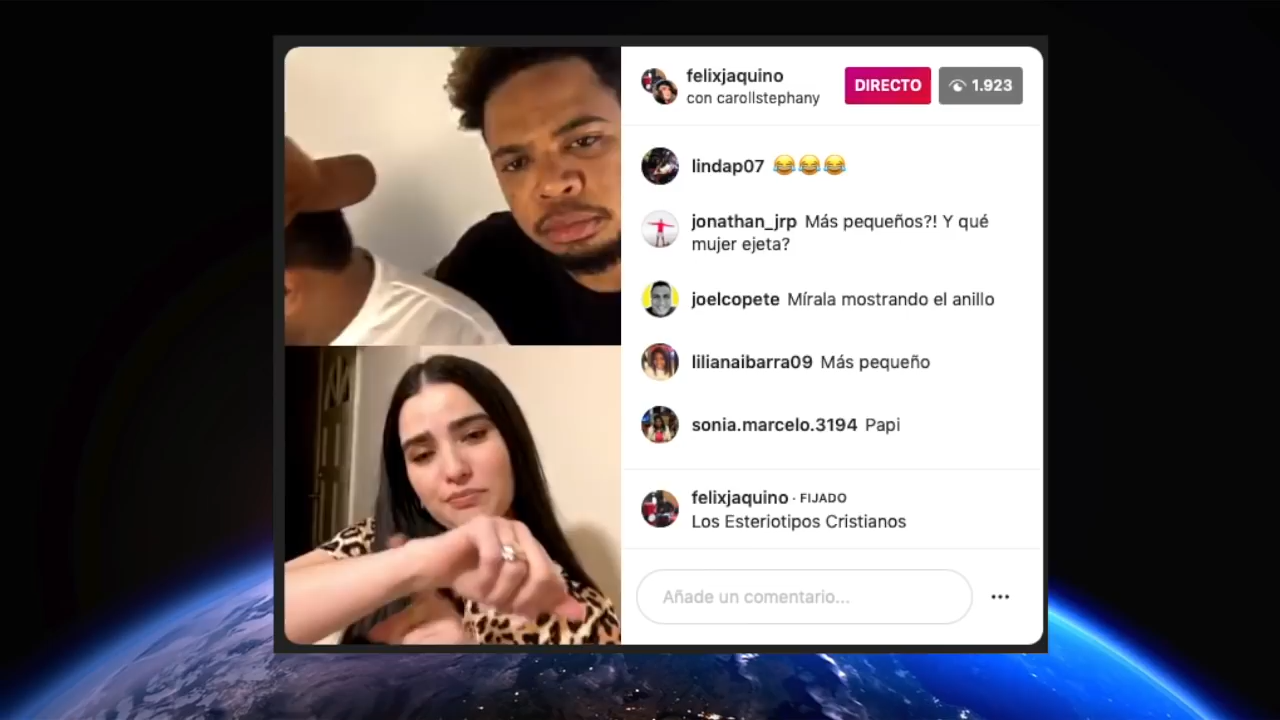 felixjaquino
con carollstephany
DIRECTO
1.923
lindap07 😂😂😂
jonathan_jrp Más pequeños?! Y qué
mujer ejeta?
joelcopete Mírala mostrando el anillo
lilianaibarra09 Más pequeño
sonia.marcelo.3194 Papi
felixjaquino · FIJADO
Los Esteriotipos Cristianos
Añade un comentario...